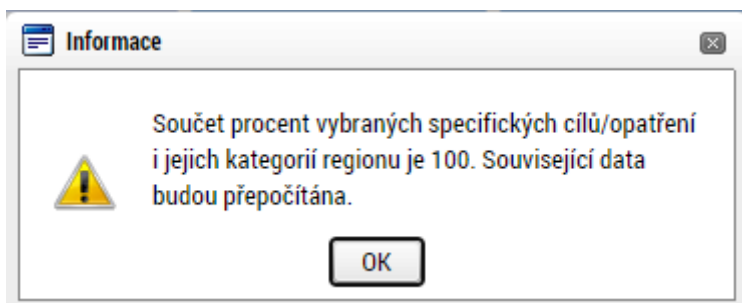 Informace
Součet procent vybraných specifických cílů/opatření
i jejich kategorií regionu je 100. Související data
budou přepočítána.
OK